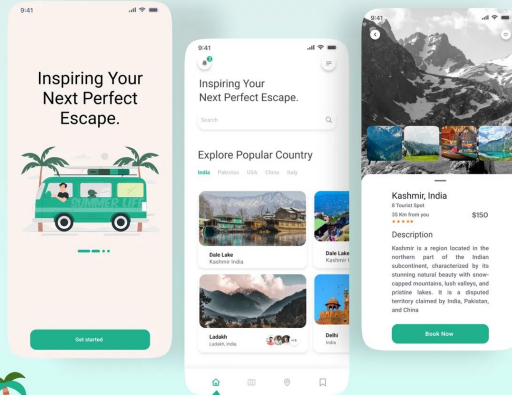 9:41
Inspiring Your
Next Perfect
Escape.
SUMMER LIFE
Get started
9:41
Inspiring Your
Next Perfect Escape.
Search
Explore Popular Country
India Pakistan USA China Italy
Dale Lake
Kashmir India
Dale Lake
Kashmir I
Ladakh
Ladakh, India
Delhi
India
9:41
Kashmir, India
8 Tourist Spot
35 Km from you
$150
Description
Kashmir is a region located in the
northern part of the Indian
subcontinent, characterized by its
stunning natural beauty with snow-
capped mountains, lush valleys, and
pristine lakes. It is a disputed
territory claimed by India, Pakistan,
and China
Book Now